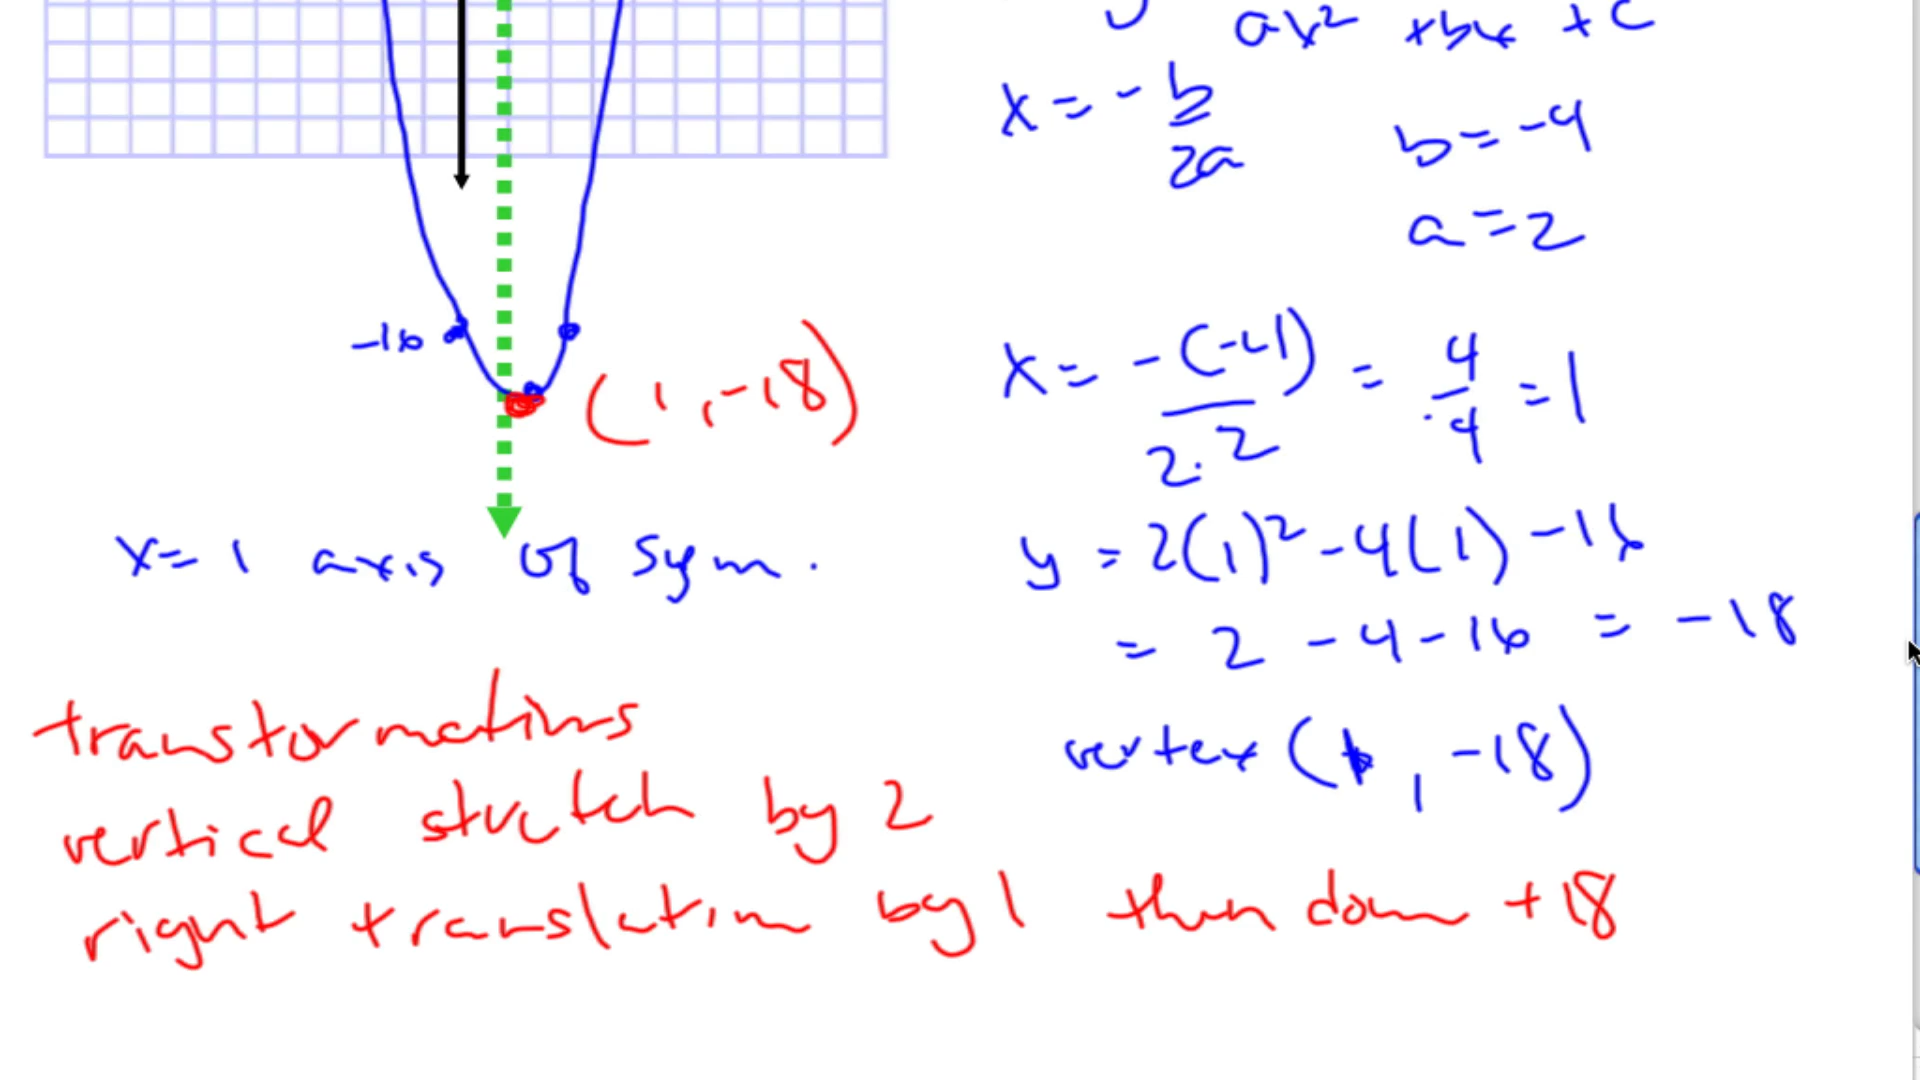 ax² +bx + c
x = - b/2a
b = -4
a = 2
-16
(1, -18)
x = -(-4)/2·2 = 4/4 = 1
x = 1 axis of sym.
y = 2(1)² - 4(1) - 16
= 2 - 4 - 16 = -18
vertex (1, -18)
transformations
vertical stretch by 2
right translation by 1 then down +18